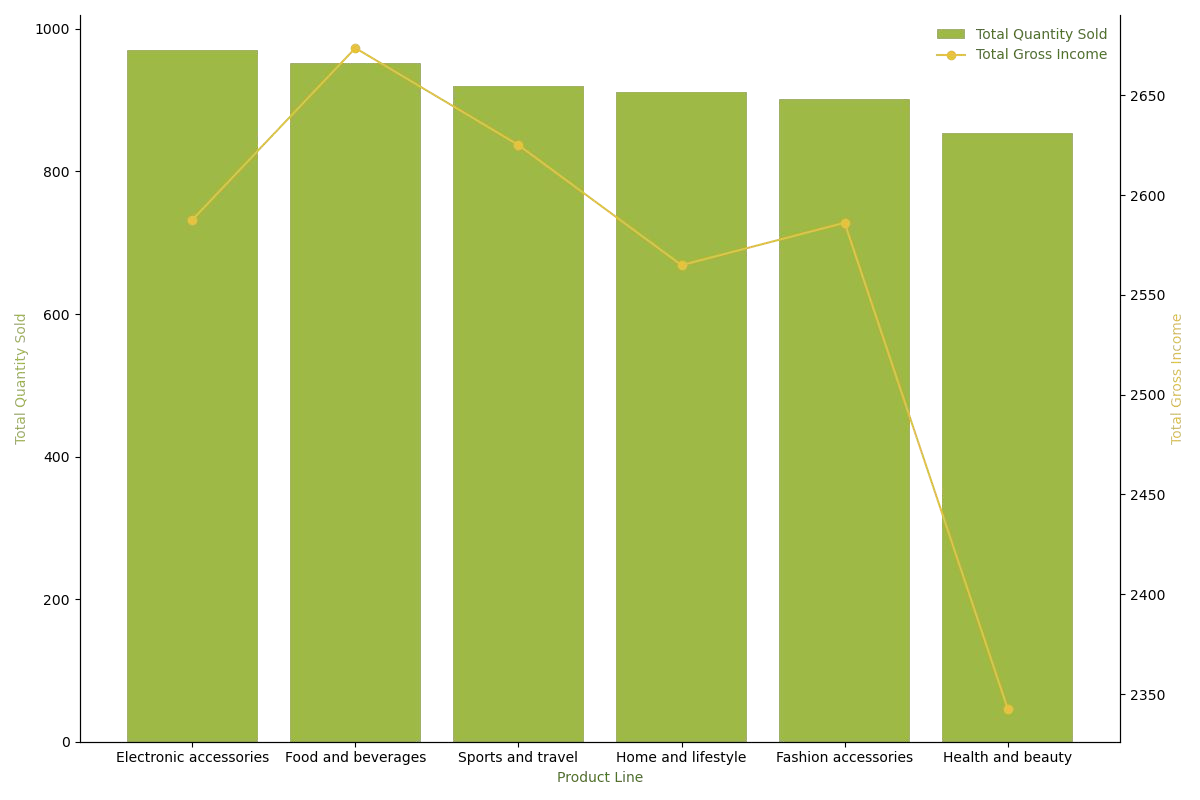 Total Quantity Sold
Total Gross Income
1000
800
600
400
200
0
Total Quantity Sold
2650
2600
2550
2500
2450
2400
2350
Total Gross Income
Electronic accessories
Food and beverages
Sports and travel
Home and lifestyle
Fashion accessories
Health and beauty
Product Line